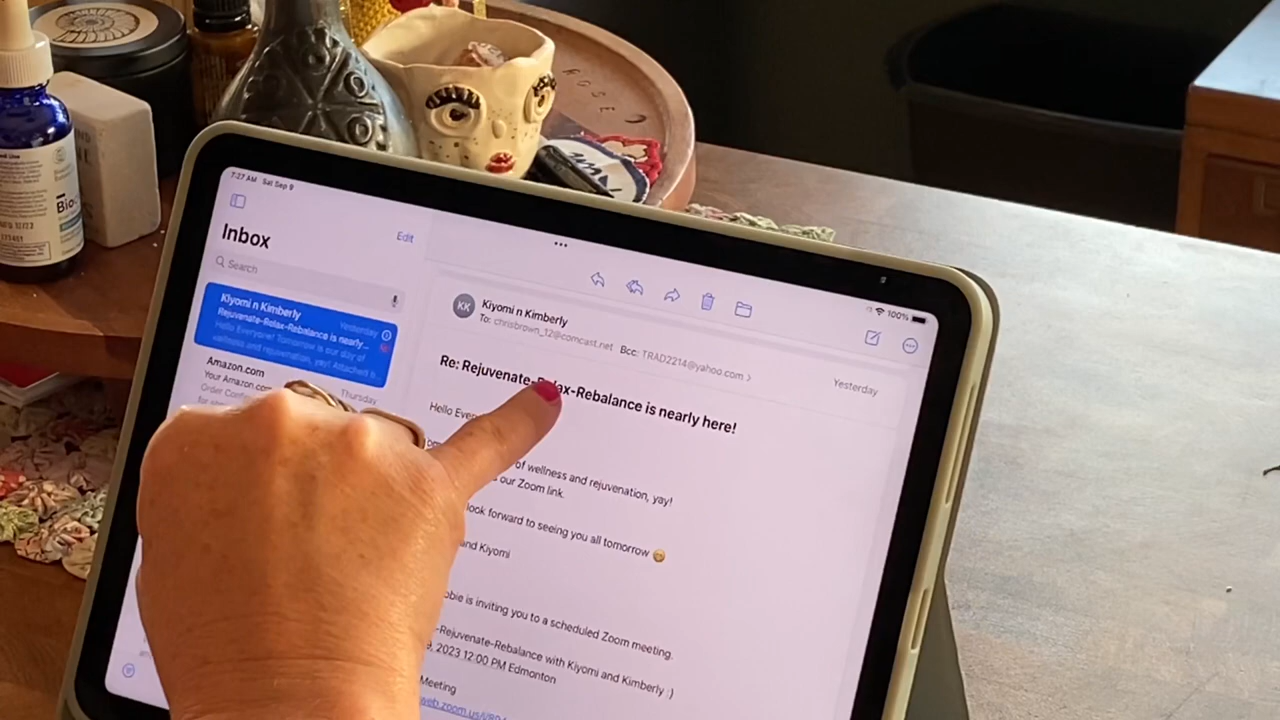 7:27 AM Sat Sep 9
100%
Inbox
Edit
Search
Kiyomi n Kimberly
Yesterday
Rejuvenate-Relax-Rebalance is nearly...
Hello Everyone! Tomorrow is our day of
wellness and rejuvenation, yay! Attached
Amazon.com
Thursday
Your Amazon.com
Order
KK
Kiyomi n Kimberly
To: chrisbrown_12@comcast.net Bcc: TRAD2214@yahoo.com
Yesterday
Re: Rejuvenate-Relax-Rebalance is nearly here!
Hello
of wellness and rejuvenation, yay!
our Zoom link.
look forward to seeing you all tomorrow
and Kiyomi
is inviting you to a scheduled Zoom meeting.
-Rejuvenate-Rebalance with Kiyomi and Kimberly :)
9, 2023 12:00 PM Edmonton
Meeting
ROSE
Bio-